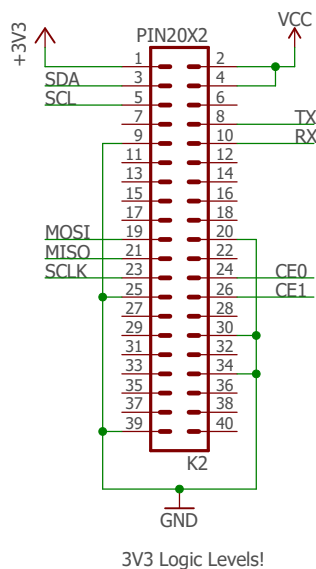 +3V3
PIN20X2
VCC
1 2
SDA 3 4
SCL 5 6
7 8 TX
9 10 RX
11 12
13 14
15 16
17 18
MOSI 19 20
MISO 21 22
SCLK 23 24 CE0
25 26 CE1
27 28
29 30
31 32
33 34
35 36
37 38
39 40
K2
GND
3V3 Logic Levels!